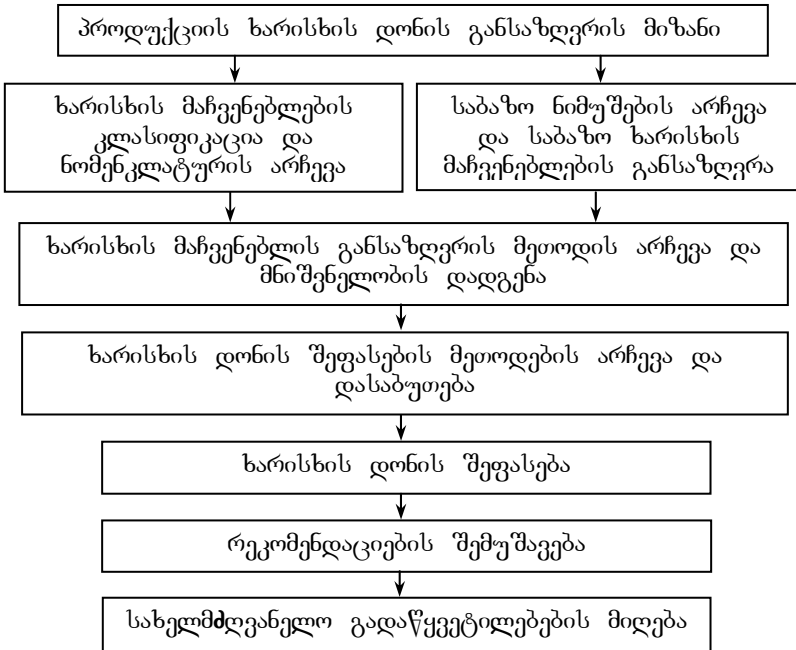 პროდუქციის ხარისხის დონის განსაზღვრის მიზანი
ხარისხის მაჩვენებლების
კლასიფიკაცია და
ნომენკლატურის არჩევა
საბაზო ნიმუშების არჩევა
და საბაზო ხარისხის
მაჩვენებლების განსაზღვრა
ხარისხის მაჩვენებლის განსაზღვრის მეთოდის არჩევა და
მნიშვნელობის დადგენა
ხარისხის დონის შეფასების მეთოდების არჩევა და
დასაბუთება
ხარისხის დონის შეფასება
რეკომენდაციების შემუშავება
სახელმძღვანელო გადაწყვეტილებების მიღება